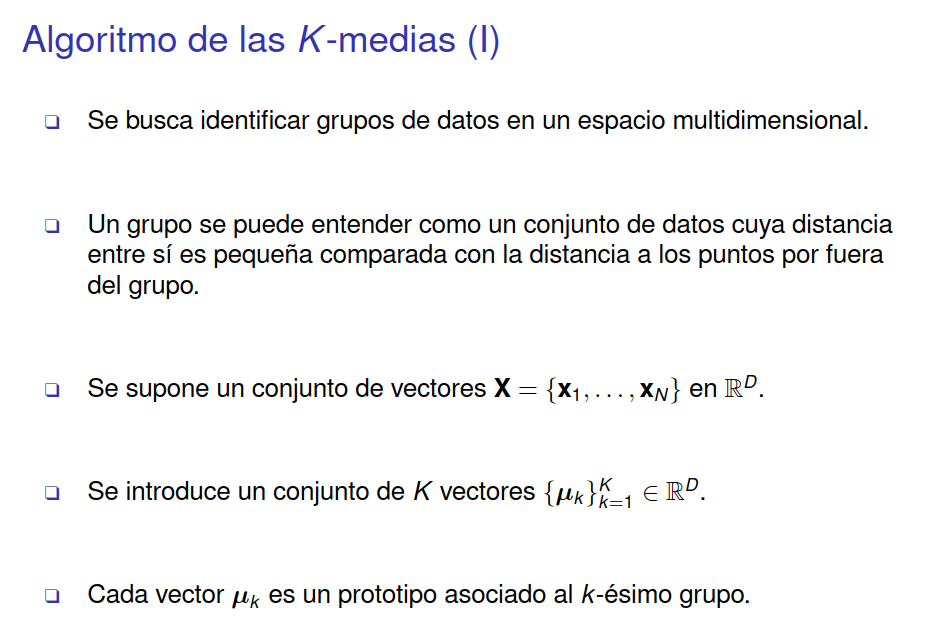 Algoritmo de las K-medias (I)
❑ Se busca identificar grupos de datos en un espacio multidimensional.
❑ Un grupo se puede entender como un conjunto de datos cuya distancia
entre sí es pequeña comparada con la distancia a los puntos por fuera
del grupo.
❑ Se supone un conjunto de vectores X = {x₁, . . . , x_N} en ℝᴰ.
❑ Se introduce un conjunto de K vectores {μ_k}_{k=1}^K ∈ ℝᴰ.
❑ Cada vector μ_k es un prototipo asociado al k-ésimo grupo.